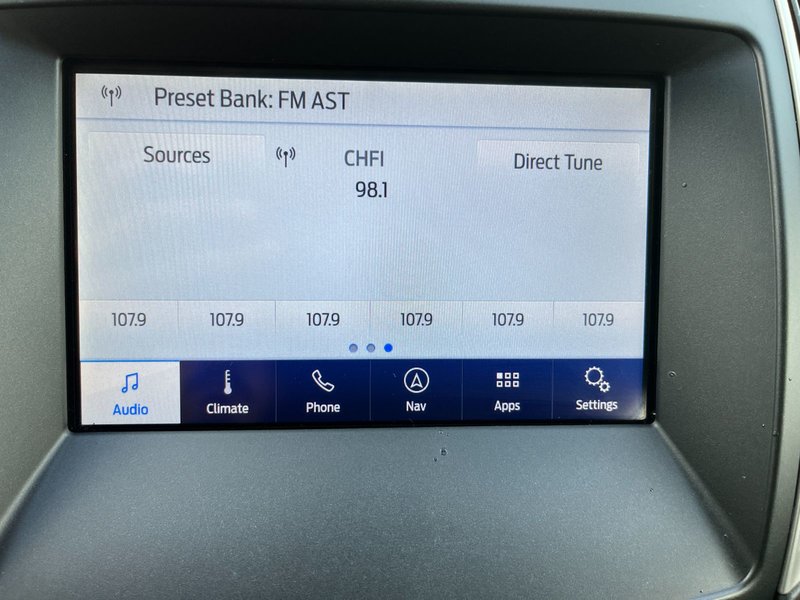 Preset Bank: FM AST
Sources
CHFI
Direct Tune
98.1
107.9 107.9 107.9 107.9 107.9 107.9
Audio Climate Phone Nav Apps Settings